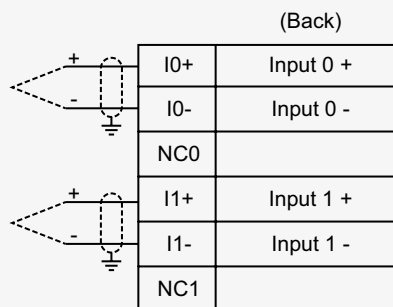 (Back)
+ I0+ Input 0 +
- I0- Input 0 -
NC0
+ I1+ Input 1 +
- I1- Input 1 -
NC1